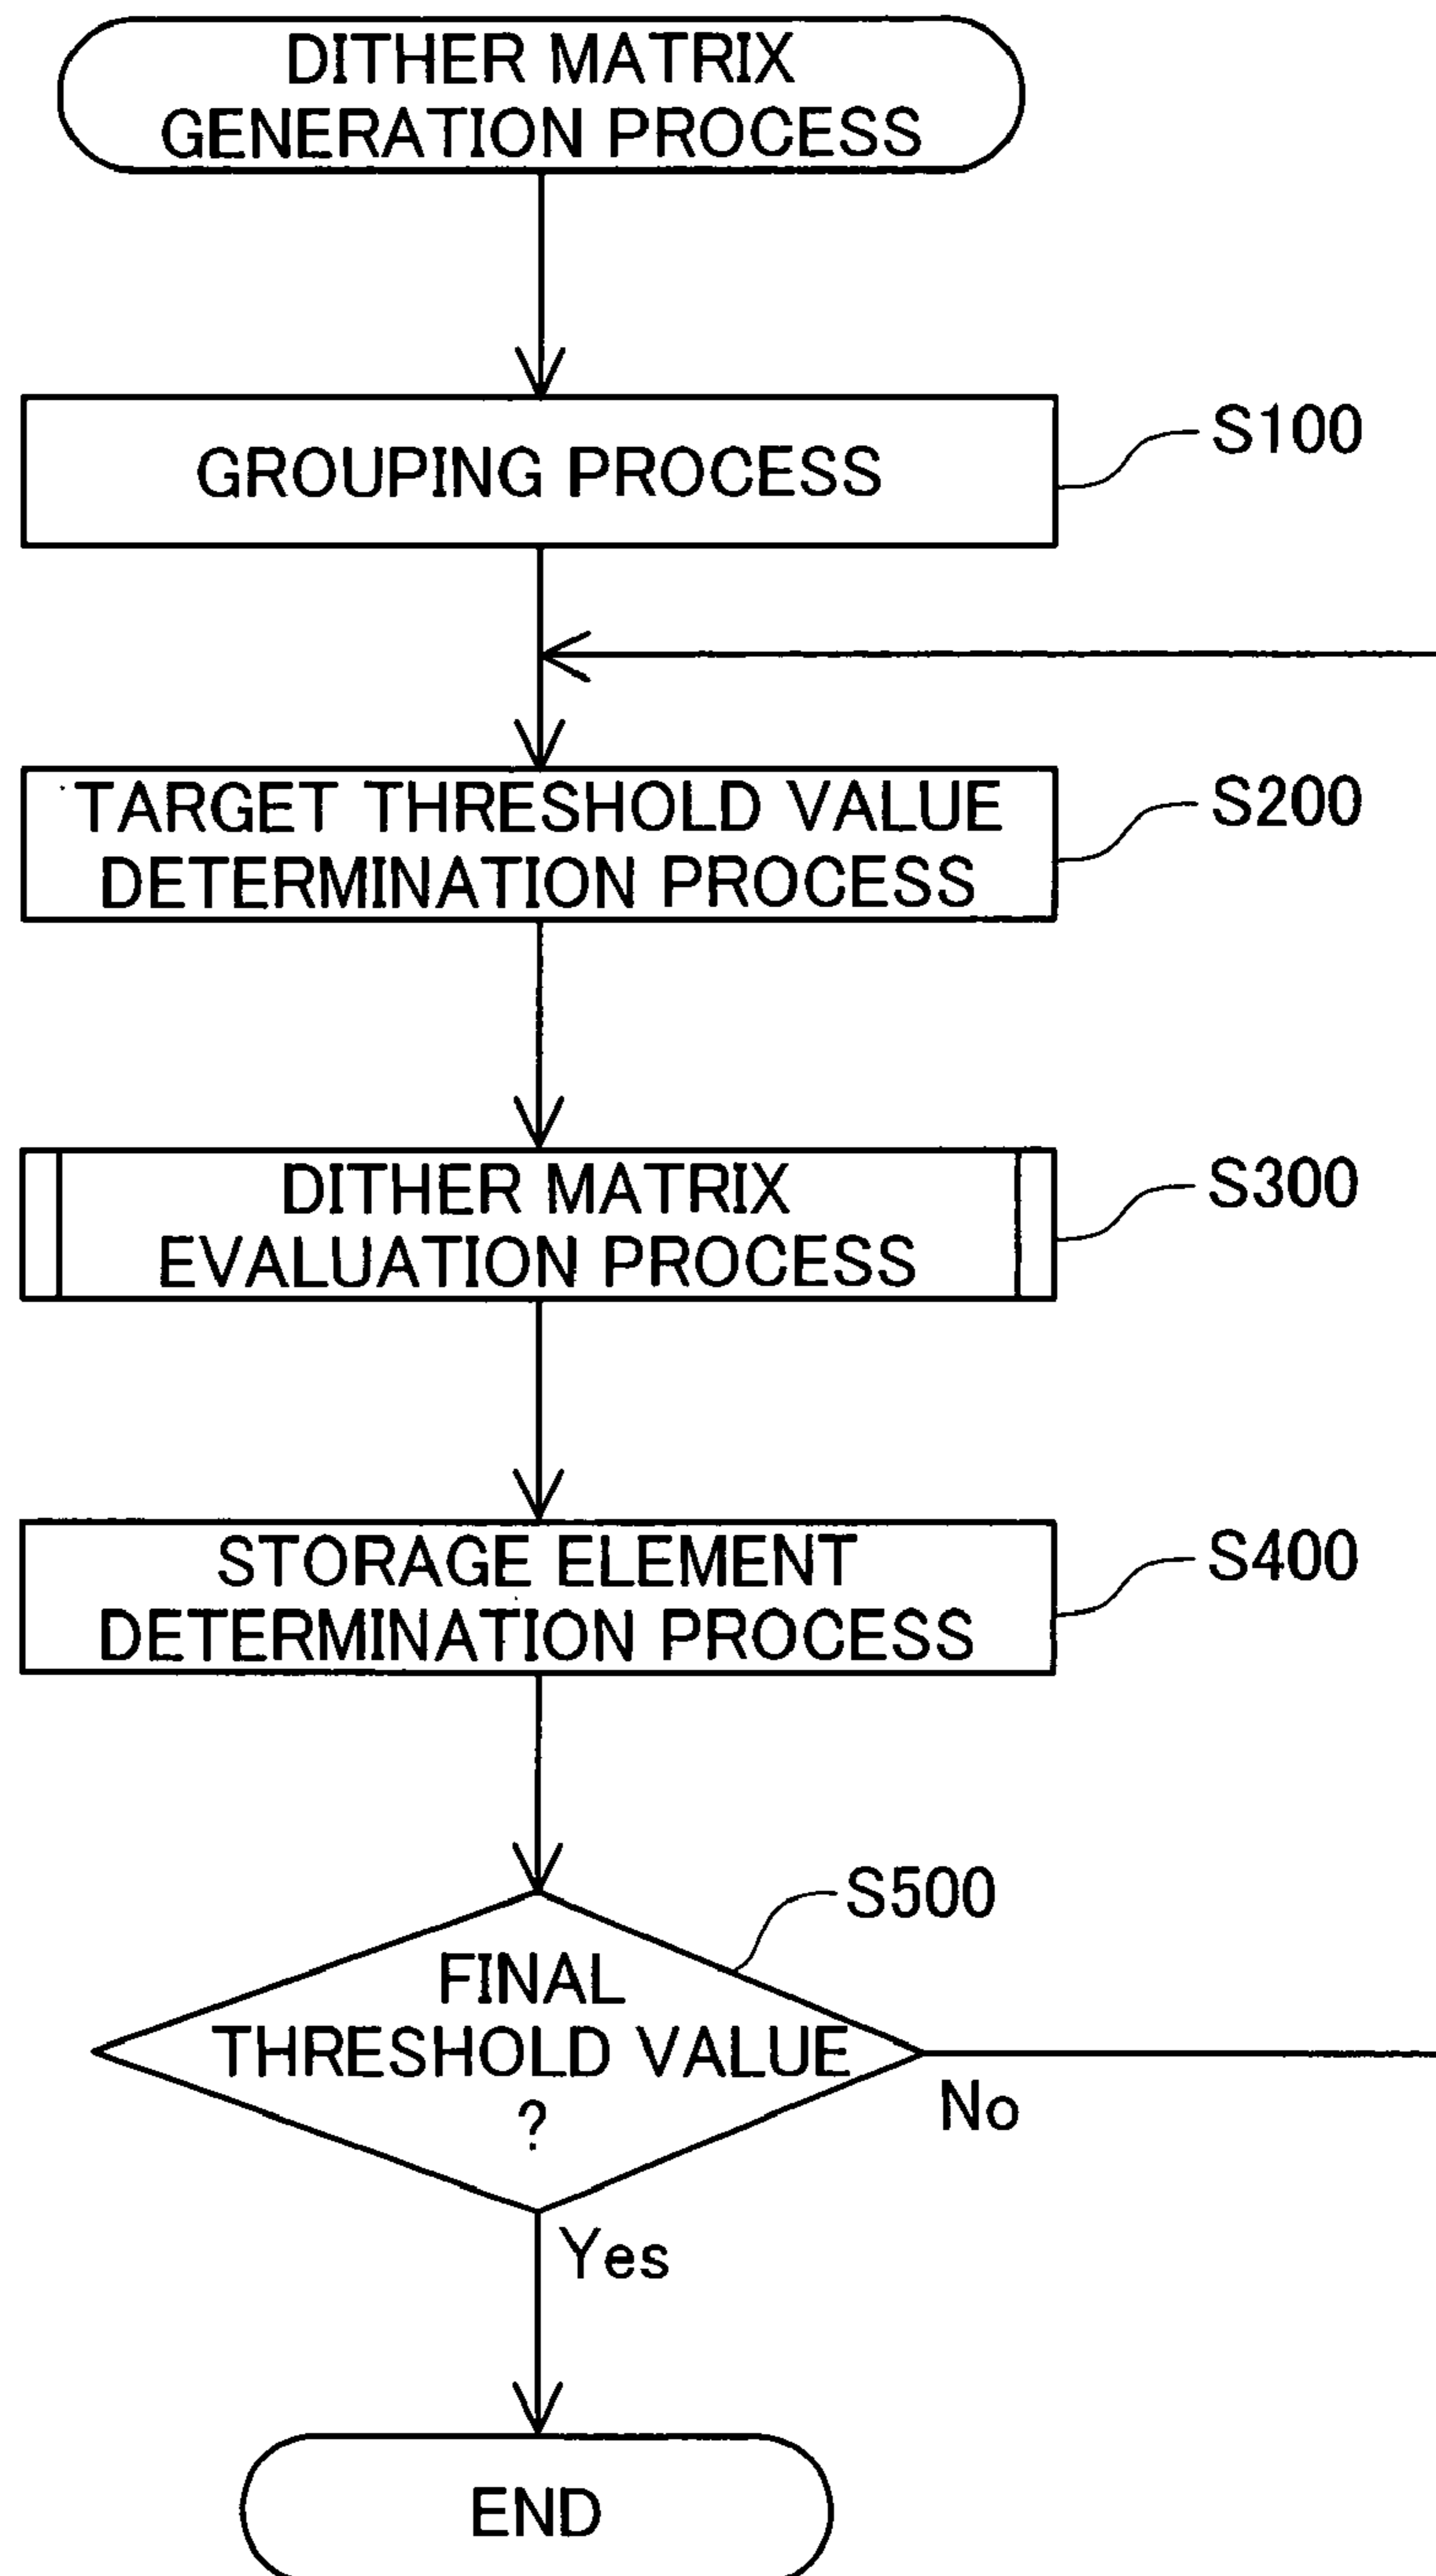 DITHER MATRIX
GENERATION PROCESS
GROUPING PROCESS
S100
TARGET THRESHOLD VALUE
DETERMINATION PROCESS
S200
DITHER MATRIX
EVALUATION PROCESS
S300
STORAGE ELEMENT
DETERMINATION PROCESS
S400
S500
FINAL
THRESHOLD VALUE
?
No
Yes
END